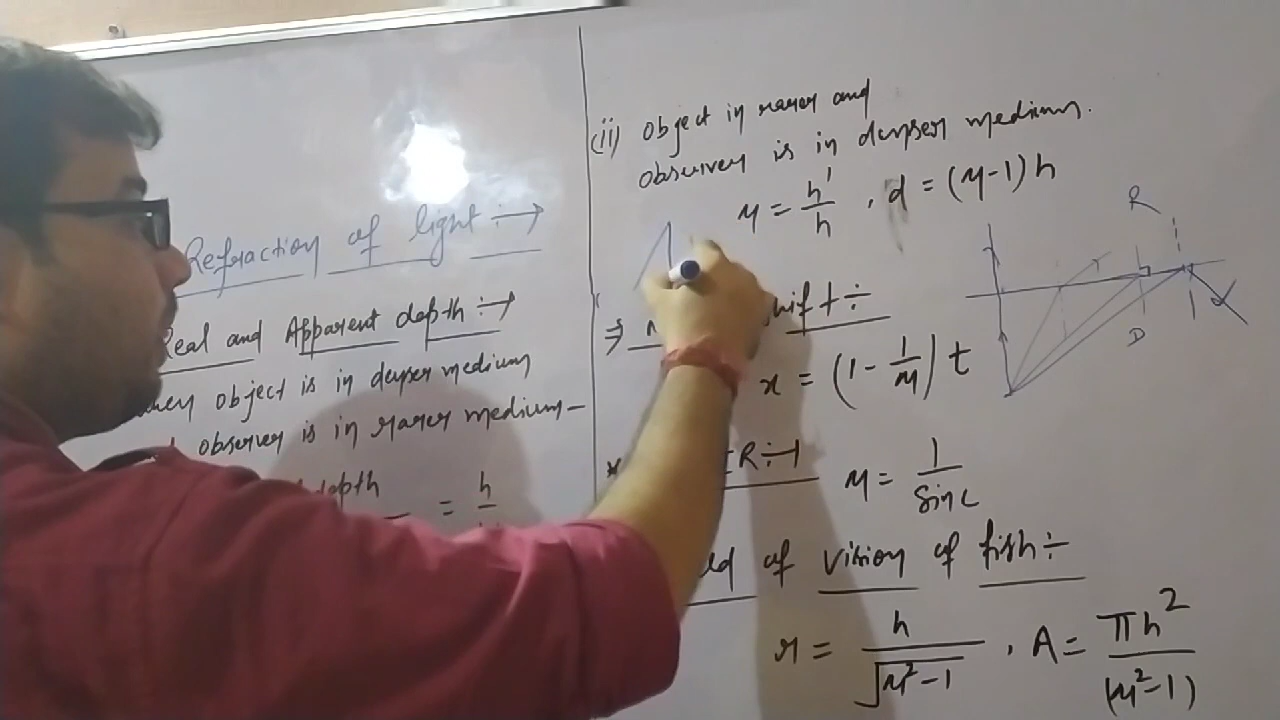 Refraction of light :→
Real and Apparent depth :→
object is in denser medium
observer is in rarer medium -
depth
= h
(ii) Object in rarer and
observer is in denser medium.
μ = h'/h , d = (μ-1)h
⇒ shift ÷
x = (1 - 1/μ) t
R ÷→ μ = 1/sin c
of vision of fish ÷
r = h/√(μ²-1) , A = πh²/(μ²-1)
R
D